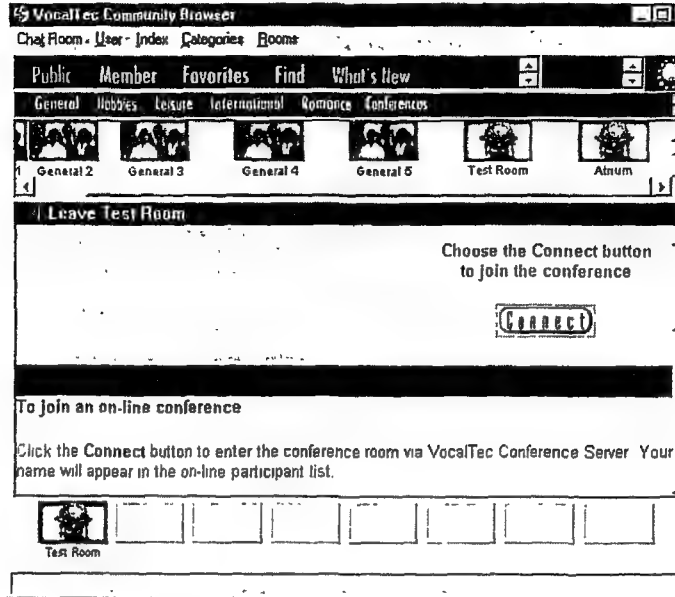 VocalTec Community Browser
Chat Room User Index Categories Rooms
Public Member Favorites Find What's New
General Hobbies Leisure International Romance Conferences
General 2 General 3 General 4 General 5 Test Room Atrium
Leave Test Room
Choose the Connect button
to join the conference
Connect
To join an on-line conference
Click the Connect button to enter the conference room via VocalTec Conference Server Your
name will appear in the on-line participant list.
Test Room